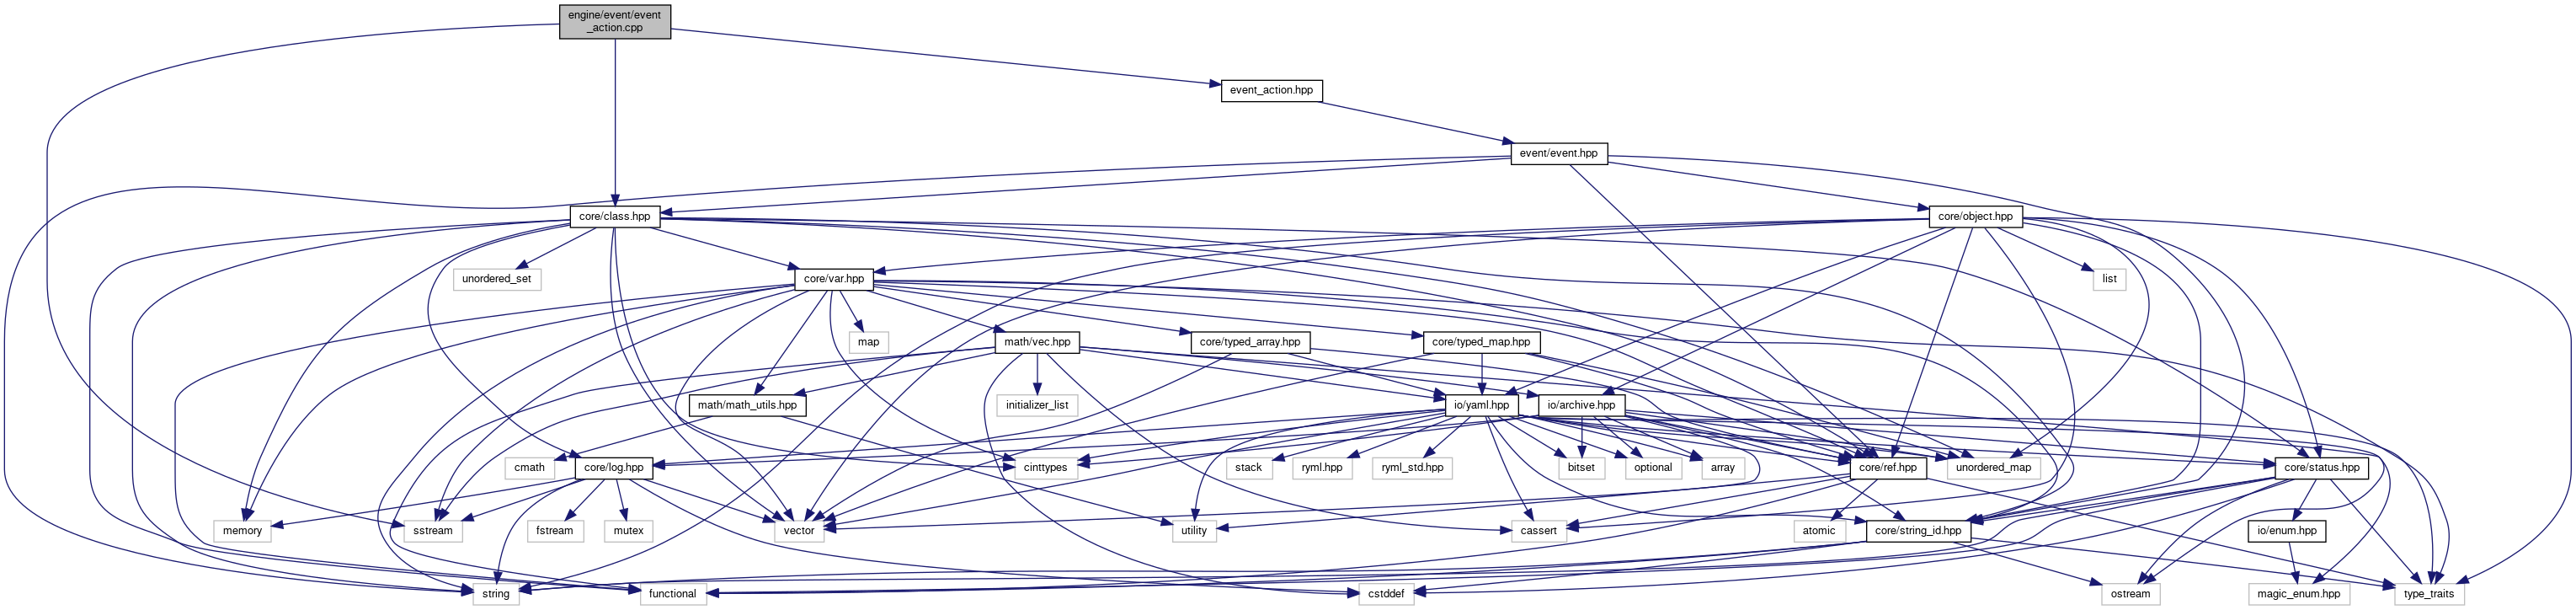 engine/event/event
_action.cpp
event_action.hpp
event/event.hpp
core/class.hpp
core/object.hpp
unordered_set
core/var.hpp
list
map
math/vec.hpp
core/typed_array.hpp
core/typed_map.hpp
math/math_utils.hpp
initializer_list
io/yaml.hpp
io/archive.hpp
cmath
core/log.hpp
cinttypes
stack
ryml.hpp
ryml_std.hpp
bitset
optional
array
core/ref.hpp
unordered_map
core/status.hpp
memory
sstream
fstream
mutex
vector
utility
cassert
atomic
core/string_id.hpp
io/enum.hpp
string
functional
cstddef
ostream
magic_enum.hpp
type_traits